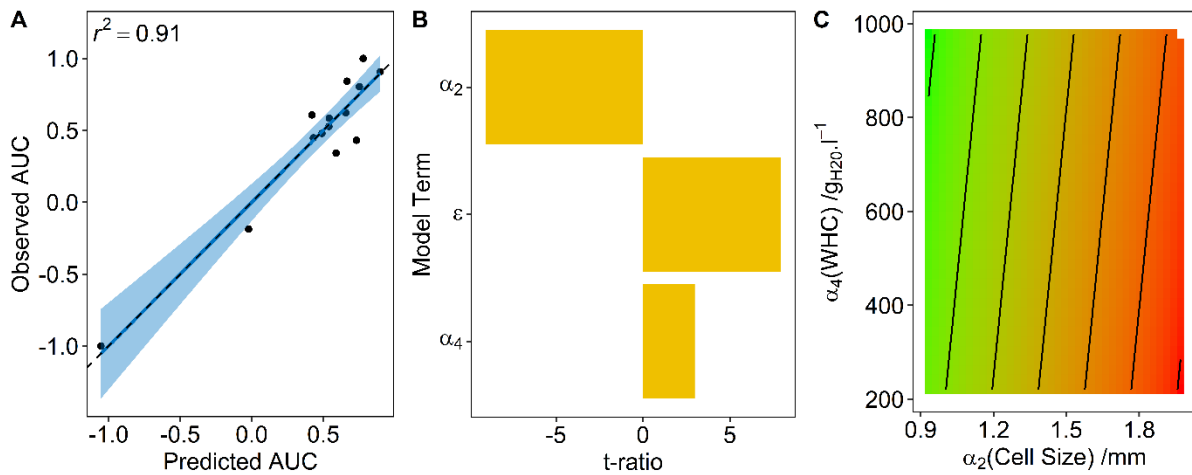 A
r² = 0.91
1.0
0.5
0.0
-0.5
-1.0
Observed AUC
-1.0 -0.5 0.0 0.5
Predicted AUC
B
α₂
ε
α₄
Model Term
-5 0 5
t-ratio
C
1000
800
600
400
200
α₄(WHC) /g_H20.l⁻¹
0.9 1.2 1.5 1.8
α₂(Cell Size) /mm